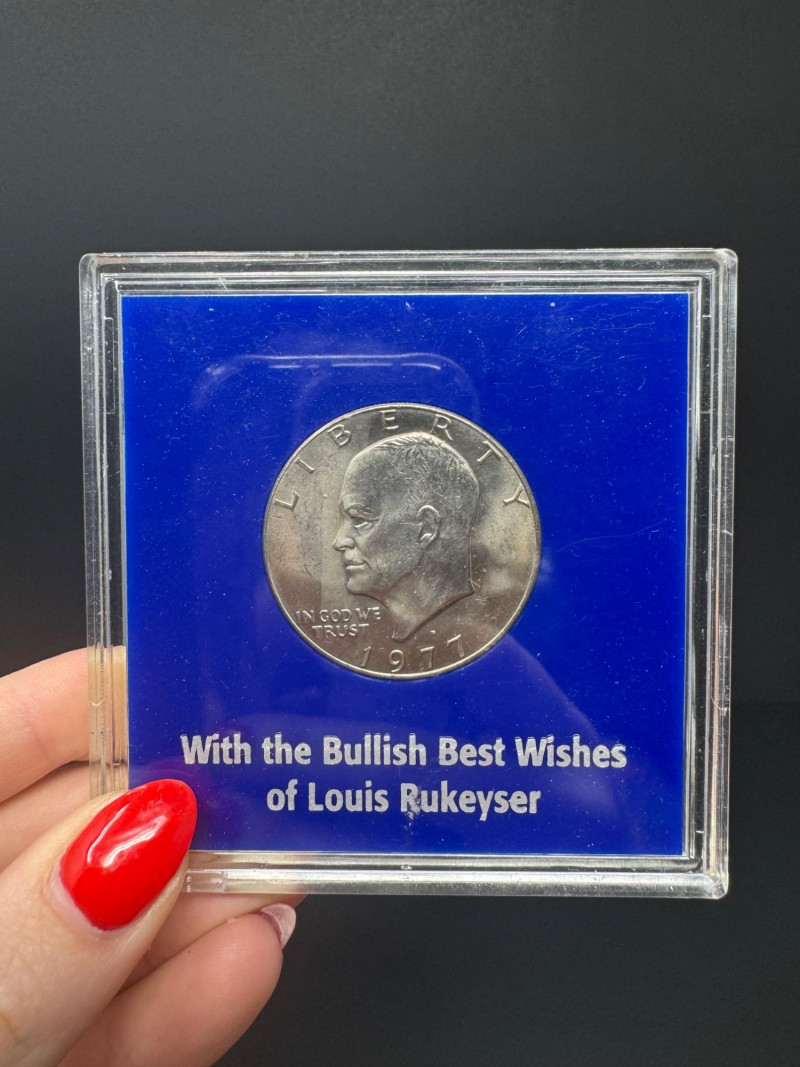 LIBERTY
IN GOD WE
TRUST
1977
With the Bullish Best Wishes
of Louis Rukeyser